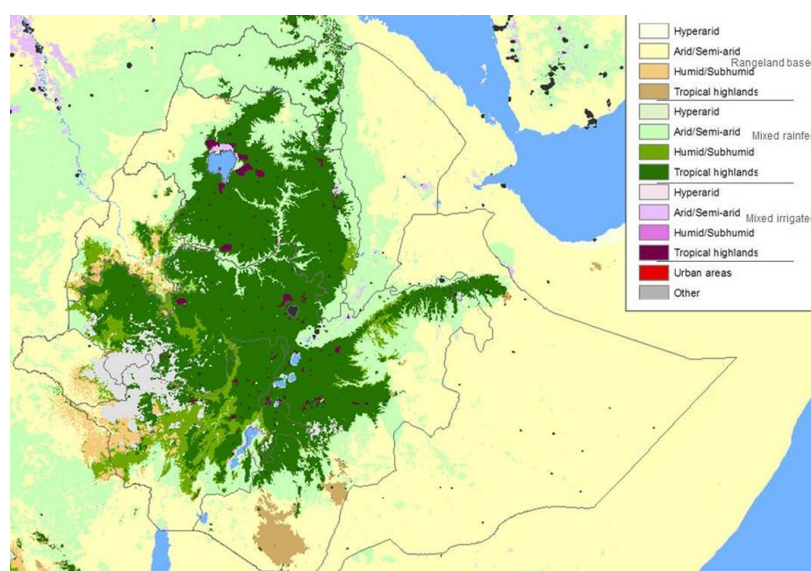 Hyperarid
Arid/Semi-arid
Rangeland base
Humid/Subhumid
Tropical highlands
Hyperarid
Arid/Semi-arid
Mixed rainfe
Humid/Subhumid
Tropical highlands
Hyperarid
Arid/Semi-arid
Mixed irrigate
Humid/Subhumid
Tropical highlands
Urban areas
Other